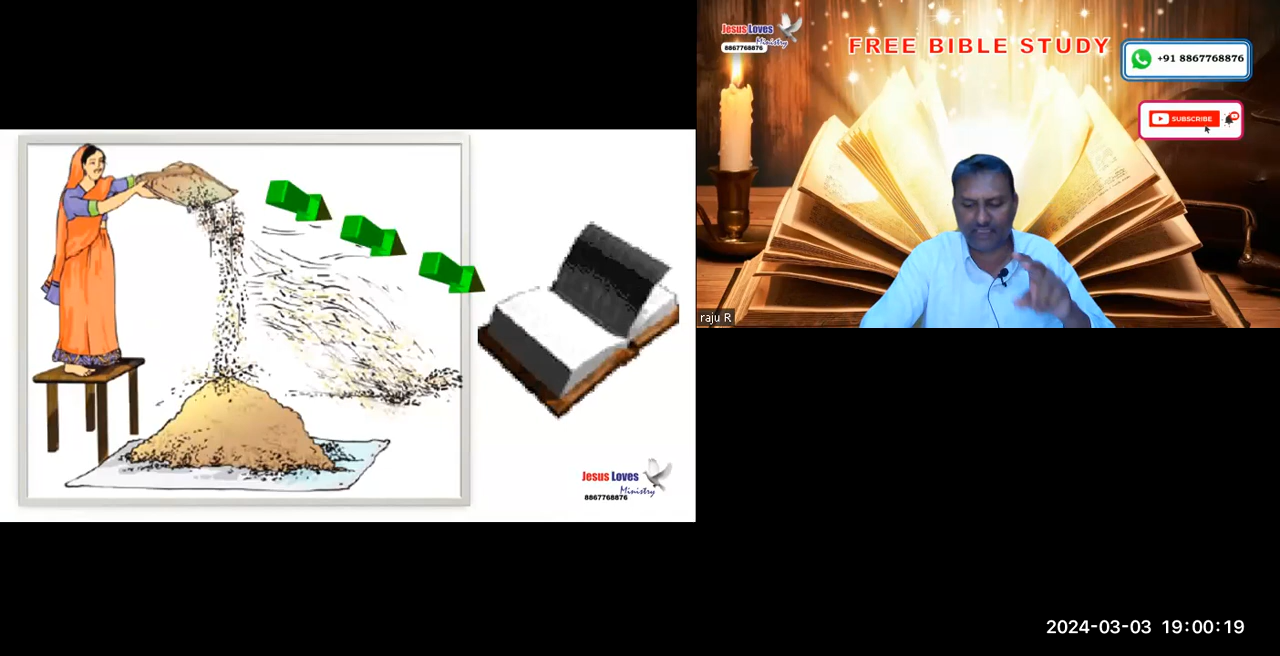 Jesus Loves
Ministry
8867768876
FREE BIBLE STUDY
+91 8867768876
SUBSCRIBE
raju R
Jesus Loves
Ministry
8867768876
2024-03-03 19:00:19